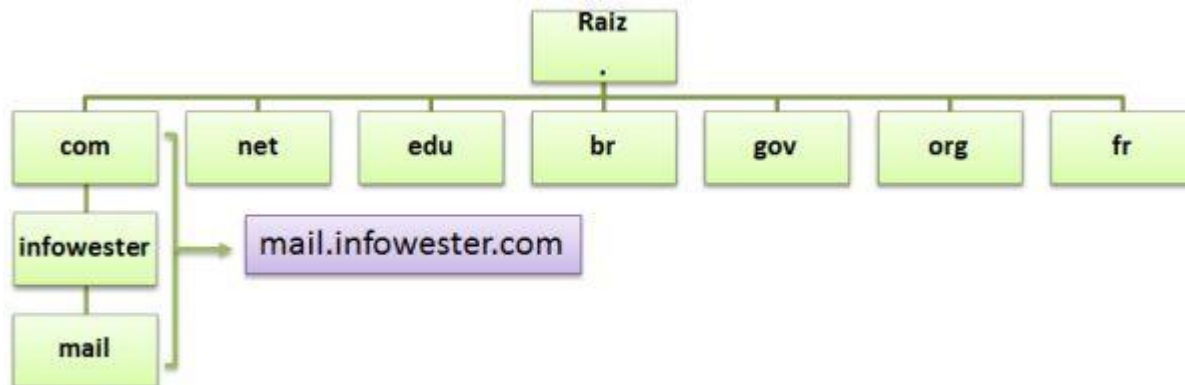 Raiz
.
com
net
edu
br
gov
org
fr
infowester
mail.infowester.com
mail